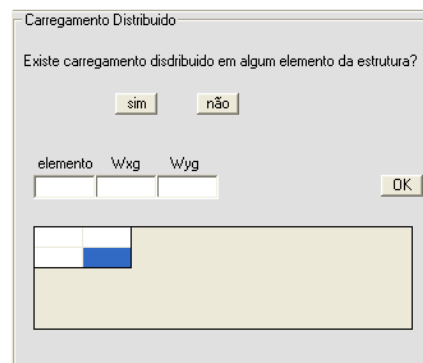 Carregamento Distribuido
Existe carregamento disdribuido em algum elemento da estrutura?
sim não
elemento Wxg Wyg
OK